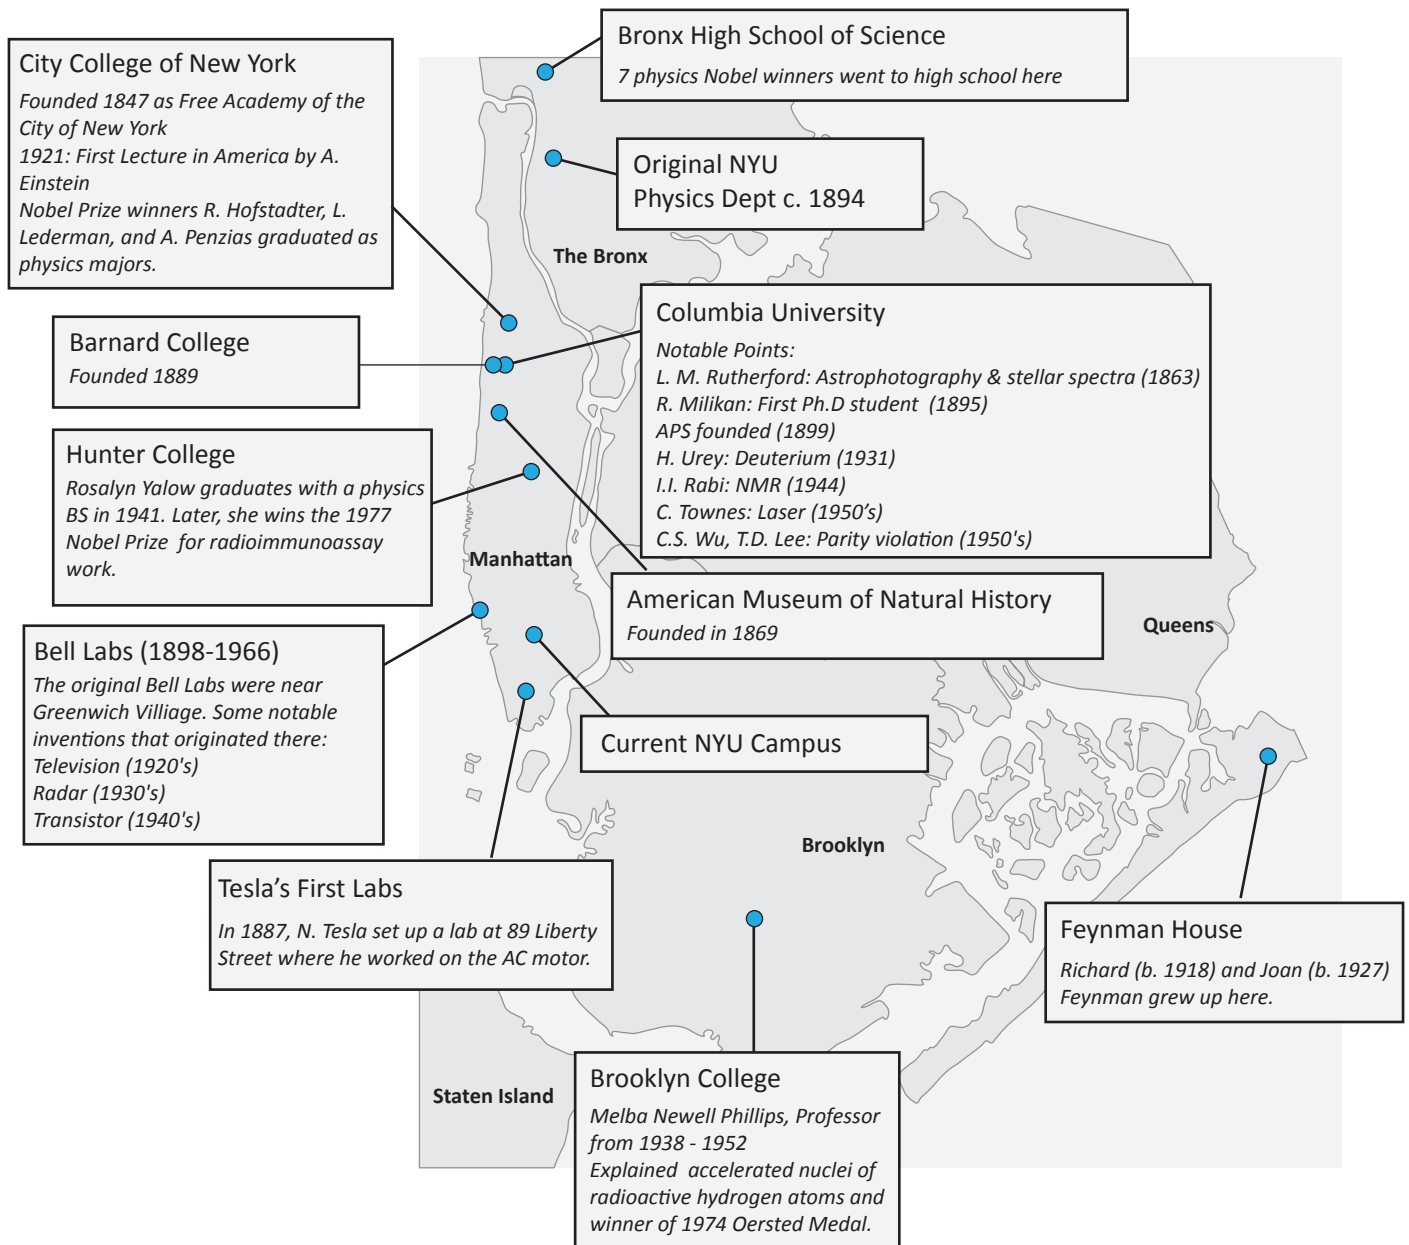 City College of New York
Founded 1847 as Free Academy of the
City of New York
1921: First Lecture in America by A.
Einstein
Nobel Prize winners R. Hofstadter, L.
Lederman, and A. Penzias graduated as
physics majors.
Bronx High School of Science
7 physics Nobel winners went to high school here
Original NYU
Physics Dept c. 1894
The Bronx
Barnard College
Founded 1889
Columbia University
Notable Points:
L. M. Rutherford: Astrophotography & stellar spectra (1863)
R. Milikan: First Ph.D student (1895)
APS founded (1899)
H. Urey: Deuterium (1931)
I.I. Rabi: NMR (1944)
C. Townes: Laser (1950’s)
C.S. Wu, T.D. Lee: Parity violation (1950's)
Hunter College
Rosalyn Yalow graduates with a physics
BS in 1941. Later, she wins the 1977
Nobel Prize for radioimmunoassay
work.
Manhattan
American Museum of Natural History
Founded in 1869
Queens
Bell Labs (1898-1966)
The original Bell Labs were near
Greenwich Villiage. Some notable
inventions that originated there:
Television (1920's)
Radar (1930's)
Transistor (1940's)
Current NYU Campus
Brooklyn
Tesla’s First Labs
In 1887, N. Tesla set up a lab at 89 Liberty
Street where he worked on the AC motor.
Feynman House
Richard (b. 1918) and Joan (b. 1927)
Feynman grew up here.
Staten Island
Brooklyn College
Melba Newell Phillips, Professor
from 1938 - 1952
Explained accelerated nuclei of
radioactive hydrogen atoms and
winner of 1974 Oersted Medal.